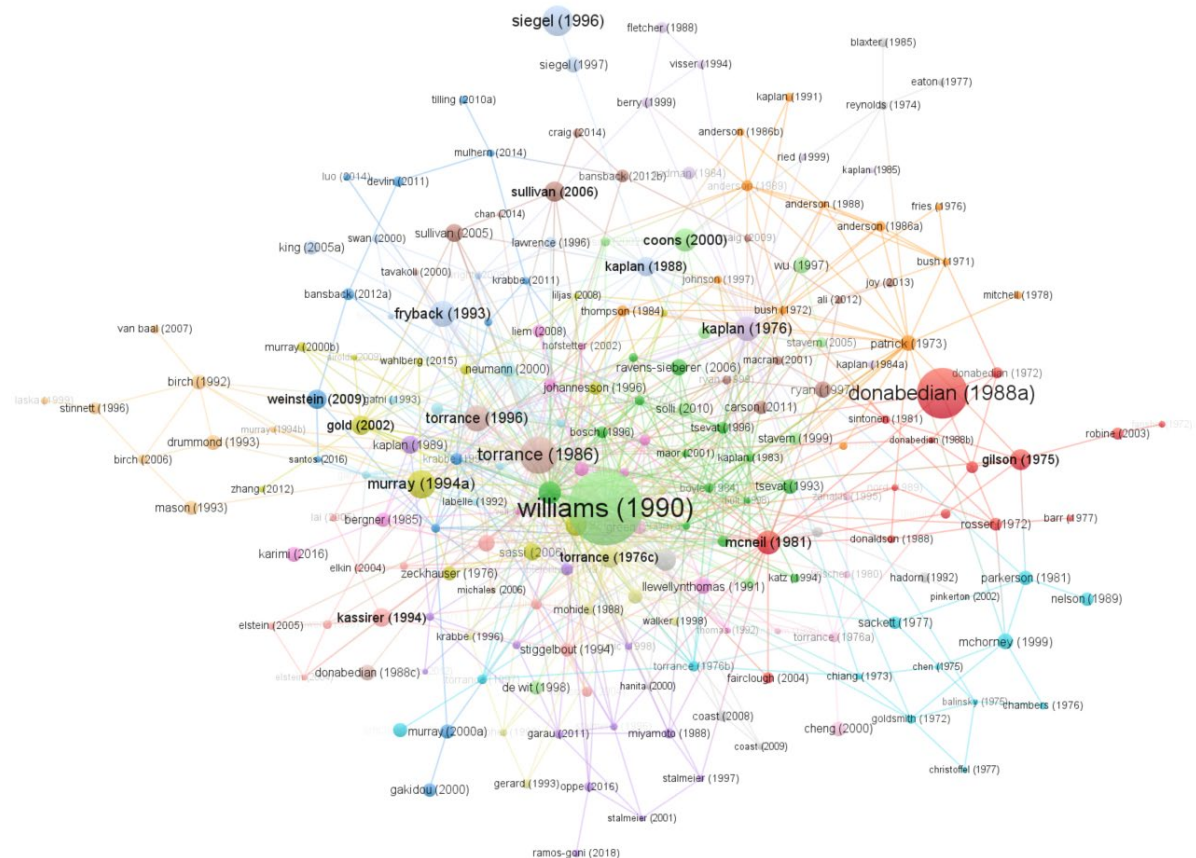 siegel (1996)
fletcher (1988)
blaxter (1985)
siegel (1997)
visser (1994)
eaton (1977)
tilling (2010a)
berry (1999)
kaplan (1991)
reynolds (1974)
craig (2014)
anderson (1986b)
mulhern (2014)
ried (1999)
luo (2014)
devlin (2011)
bansback (2012b)
kaplan (1985)
sullivan (2006)
anderson (1989)
chan (2014)
anderson (1988)
fries (1976)
king (2005a)
swan (2000)
sullivan (2005)
lawrence (1996)
coons (2000)
anderson (1986a)
tavakoli (2000)
krabbe (2011)
kaplan (1988)
wu (1997)
bush (1971)
johnson (1997)
joy (2013)
bansback (2012a)
liljas (2008)
mitchell (1978)
ali (2012)
fryback (1993)
thompson (1984)
bush (1972)
van baal (2007)
liem (2008)
kaplan (1976)
stavern (2005)
patrick (1973)
murray (2000b)
hofstetter (2002)
wahlberg (2015)
neumann (2000)
ravens-sieberer (2006)
macran (2001)
kaplan (1984a)
donabedian (1972)
birch (1992)
johannesson (1996)
ryan (1997)
donabedian (1988a)
laska (1999)
stinnett (1996)
weinstein (2009)
patni (1993)
solli (2010)
carson (2011)
gold (2002)
torrance (1996)
tsevat (1996)
sintonen (1981)
drummond (1993)
murray (1994b)
kaplan (1989)
bosch (1996)
stavem (1999)
donabedian (1988b)
robine (2003)
birch (2006)
santos (2016)
torrance (1986)
maor (2001)
kaplan (1983)
gilson (1975)
zhang (2012)
murray (1994a)
tsevat (1993)
mason (1993)
labelle (1992)
williams (1990)
bergner (1985)
rosser (1972)
barr (1977)
karimi (2016)
sassi (2006)
torrance (1976c)
mcneil (1981)
donaldson (1988)
elkin (2004)
zeckhauser (1976)
katz (1994)
hadorn (1992)
parkerson (1981)
michales (2006)
llewellynthomas (1991)
pinkerton (2002)
nelson (1989)
elstein (2005)
kassirer (1994)
mohide (1988)
walker (1998)
sackett (1977)
krabbe (1996)
stiggelbout (1994)
thomas (1992)
torrance (1976a)
mchorney (1999)
donabedian (1988c)
torrance (1976b)
chen (1975)
fairclough (2004)
chiang (1973)
de wit (1998)
hanita (2000)
balinsky (1975)
chambers (1976)
murray (2000a)
garau (2011)
miyamoto (1988)
coast (2008)
cheng (2000)
goldsmith (1972)
coast (2009)
christoffel (1977)
gakidou (2000)
gerard (1993)
oppe (2016)
stalmeier (1997)
stalmeier (2001)
ramos-goni (2018)